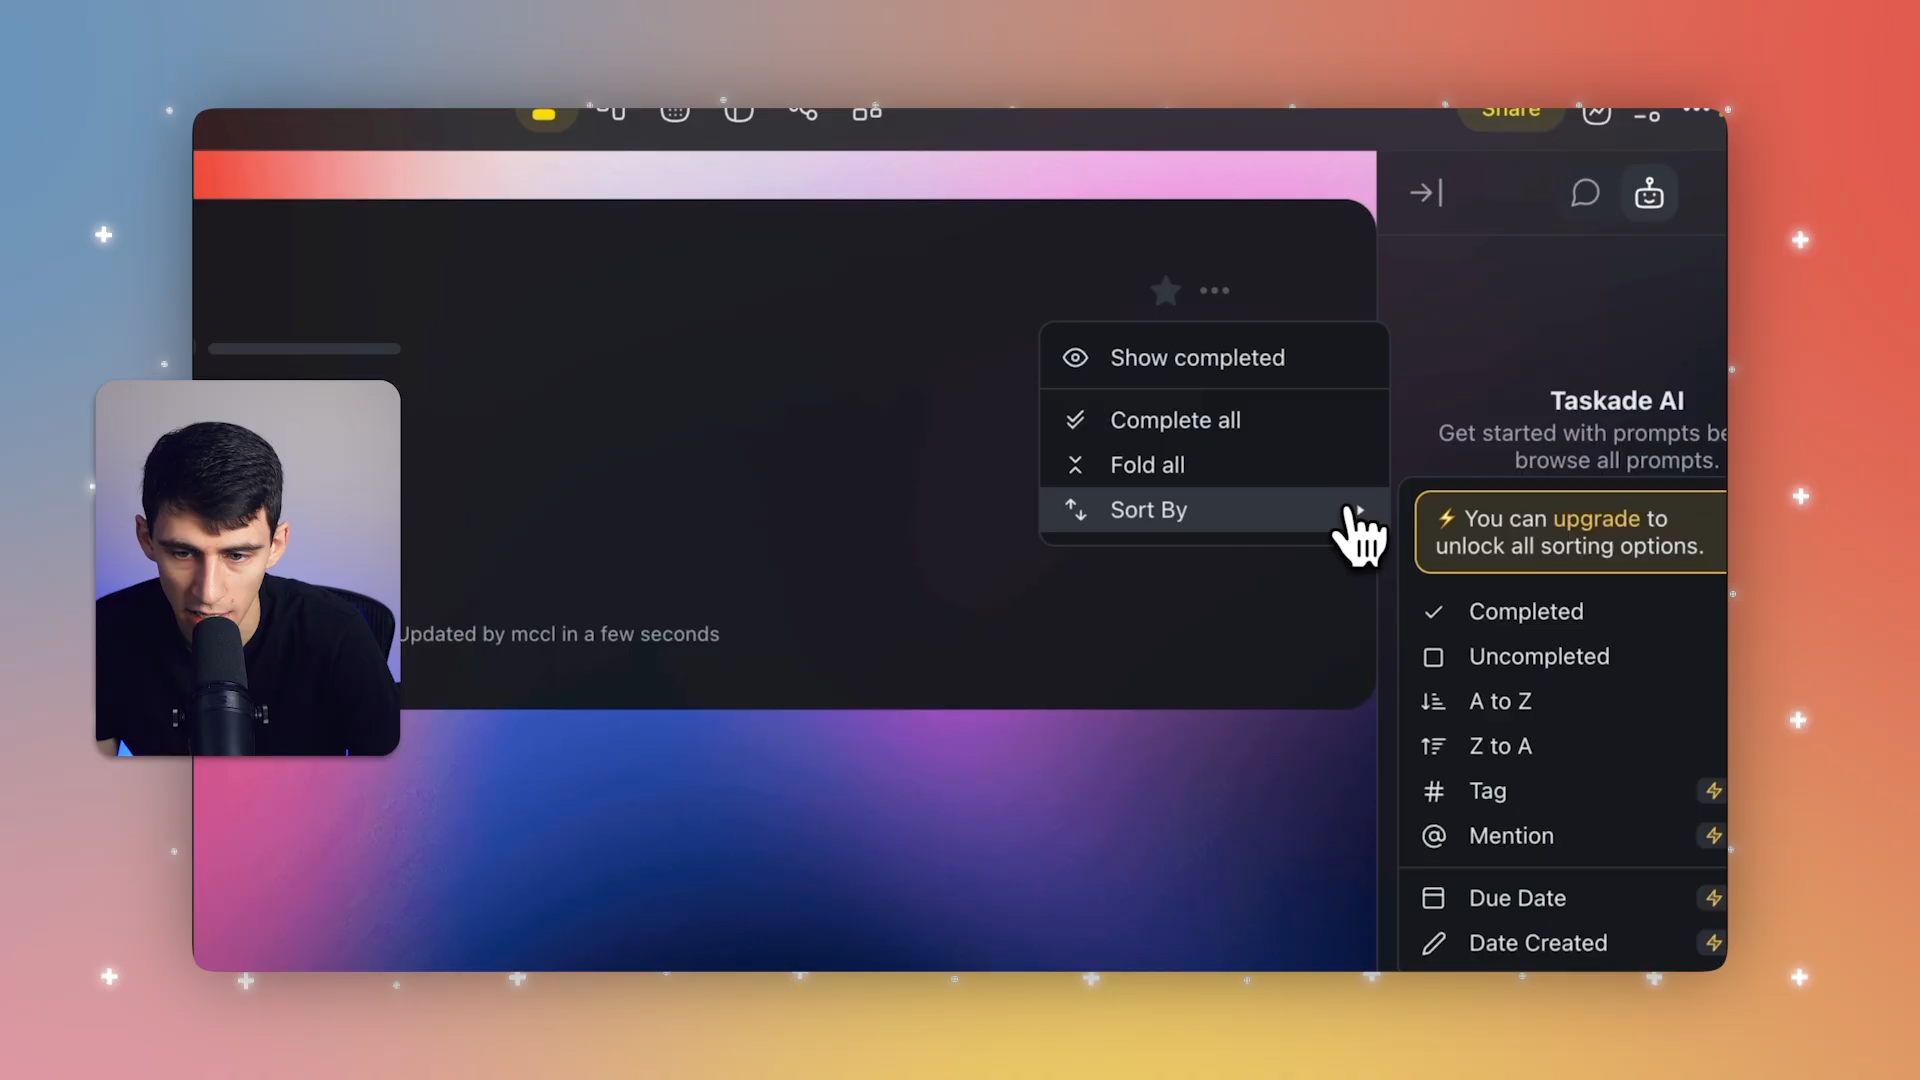 Share
Show completed
Complete all
Fold all
Sort By
Updated by mccl in a few seconds
Taskade AI
Get started with prompts be
browse all prompts.
You can upgrade to
unlock all sorting options.
Completed
Uncompleted
A to Z
Z to A
Tag
Mention
Due Date
Date Created